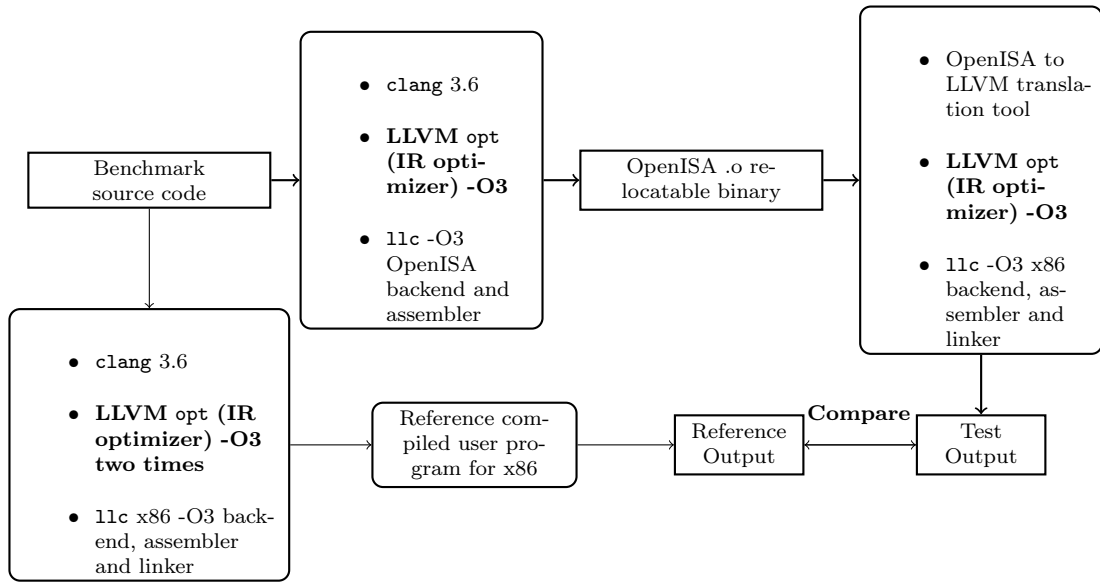 Benchmark
source code
• clang 3.6
• LLVM opt
(IR opti-
mizer) -O3
• llc -O3
OpenISA
backend and
assembler
OpenISA .o re-
locatable binary
• OpenISA to
LLVM transla-
tion tool
• LLVM opt
(IR opti-
mizer) -O3
• llc -O3 x86
backend, as-
sembler and
linker
• clang 3.6
• LLVM opt (IR
optimizer) -O3
two times
• llc x86 -O3 back-
end, assembler
and linker
Reference com-
piled user pro-
gram for x86
Reference
Output
Compare
Test
Output